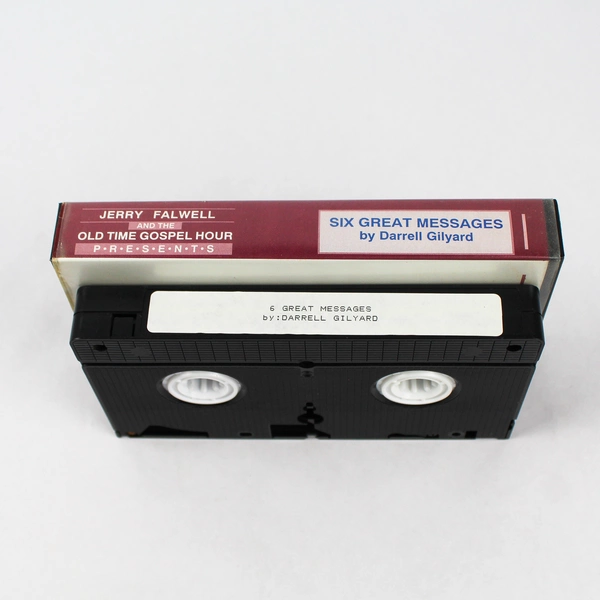 JERRY FALWELL
AND THE
OLD TIME GOSPEL HOUR
P•R•E•S•E•N•T•S
SIX GREAT MESSAGES
by Darrell Gilyard
6 GREAT MESSAGES
by:DARRELL GILYARD